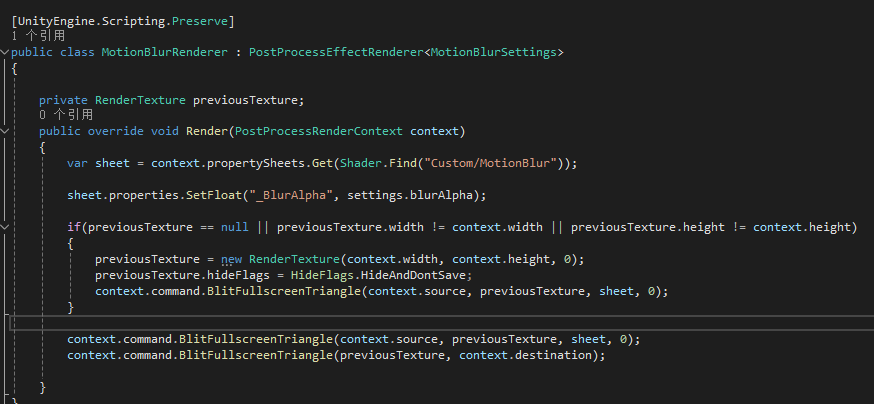 [UnityEngine.Scripting.Preserve]
1 个引用
public class MotionBlurRenderer : PostProcessEffectRenderer<MotionBlurSettings>
{
private RenderTexture previousTexture;
0 个引用
public override void Render(PostProcessRenderContext context)
{
var sheet = context.propertySheets.Get(Shader.Find("Custom/MotionBlur"));
sheet.properties.SetFloat("_BlurAlpha", settings.blurAlpha);
if(previousTexture == null || previousTexture.width != context.width || previousTexture.height != context.height)
{
previousTexture = new RenderTexture(context.width, context.height, 0);
previousTexture.hideFlags = HideFlags.HideAndDontSave;
context.command.BlitFullscreenTriangle(context.source, previousTexture, sheet, 0);
}
context.command.BlitFullscreenTriangle(context.source, previousTexture, sheet, 0);
context.command.BlitFullscreenTriangle(previousTexture, context.destination);
}
}